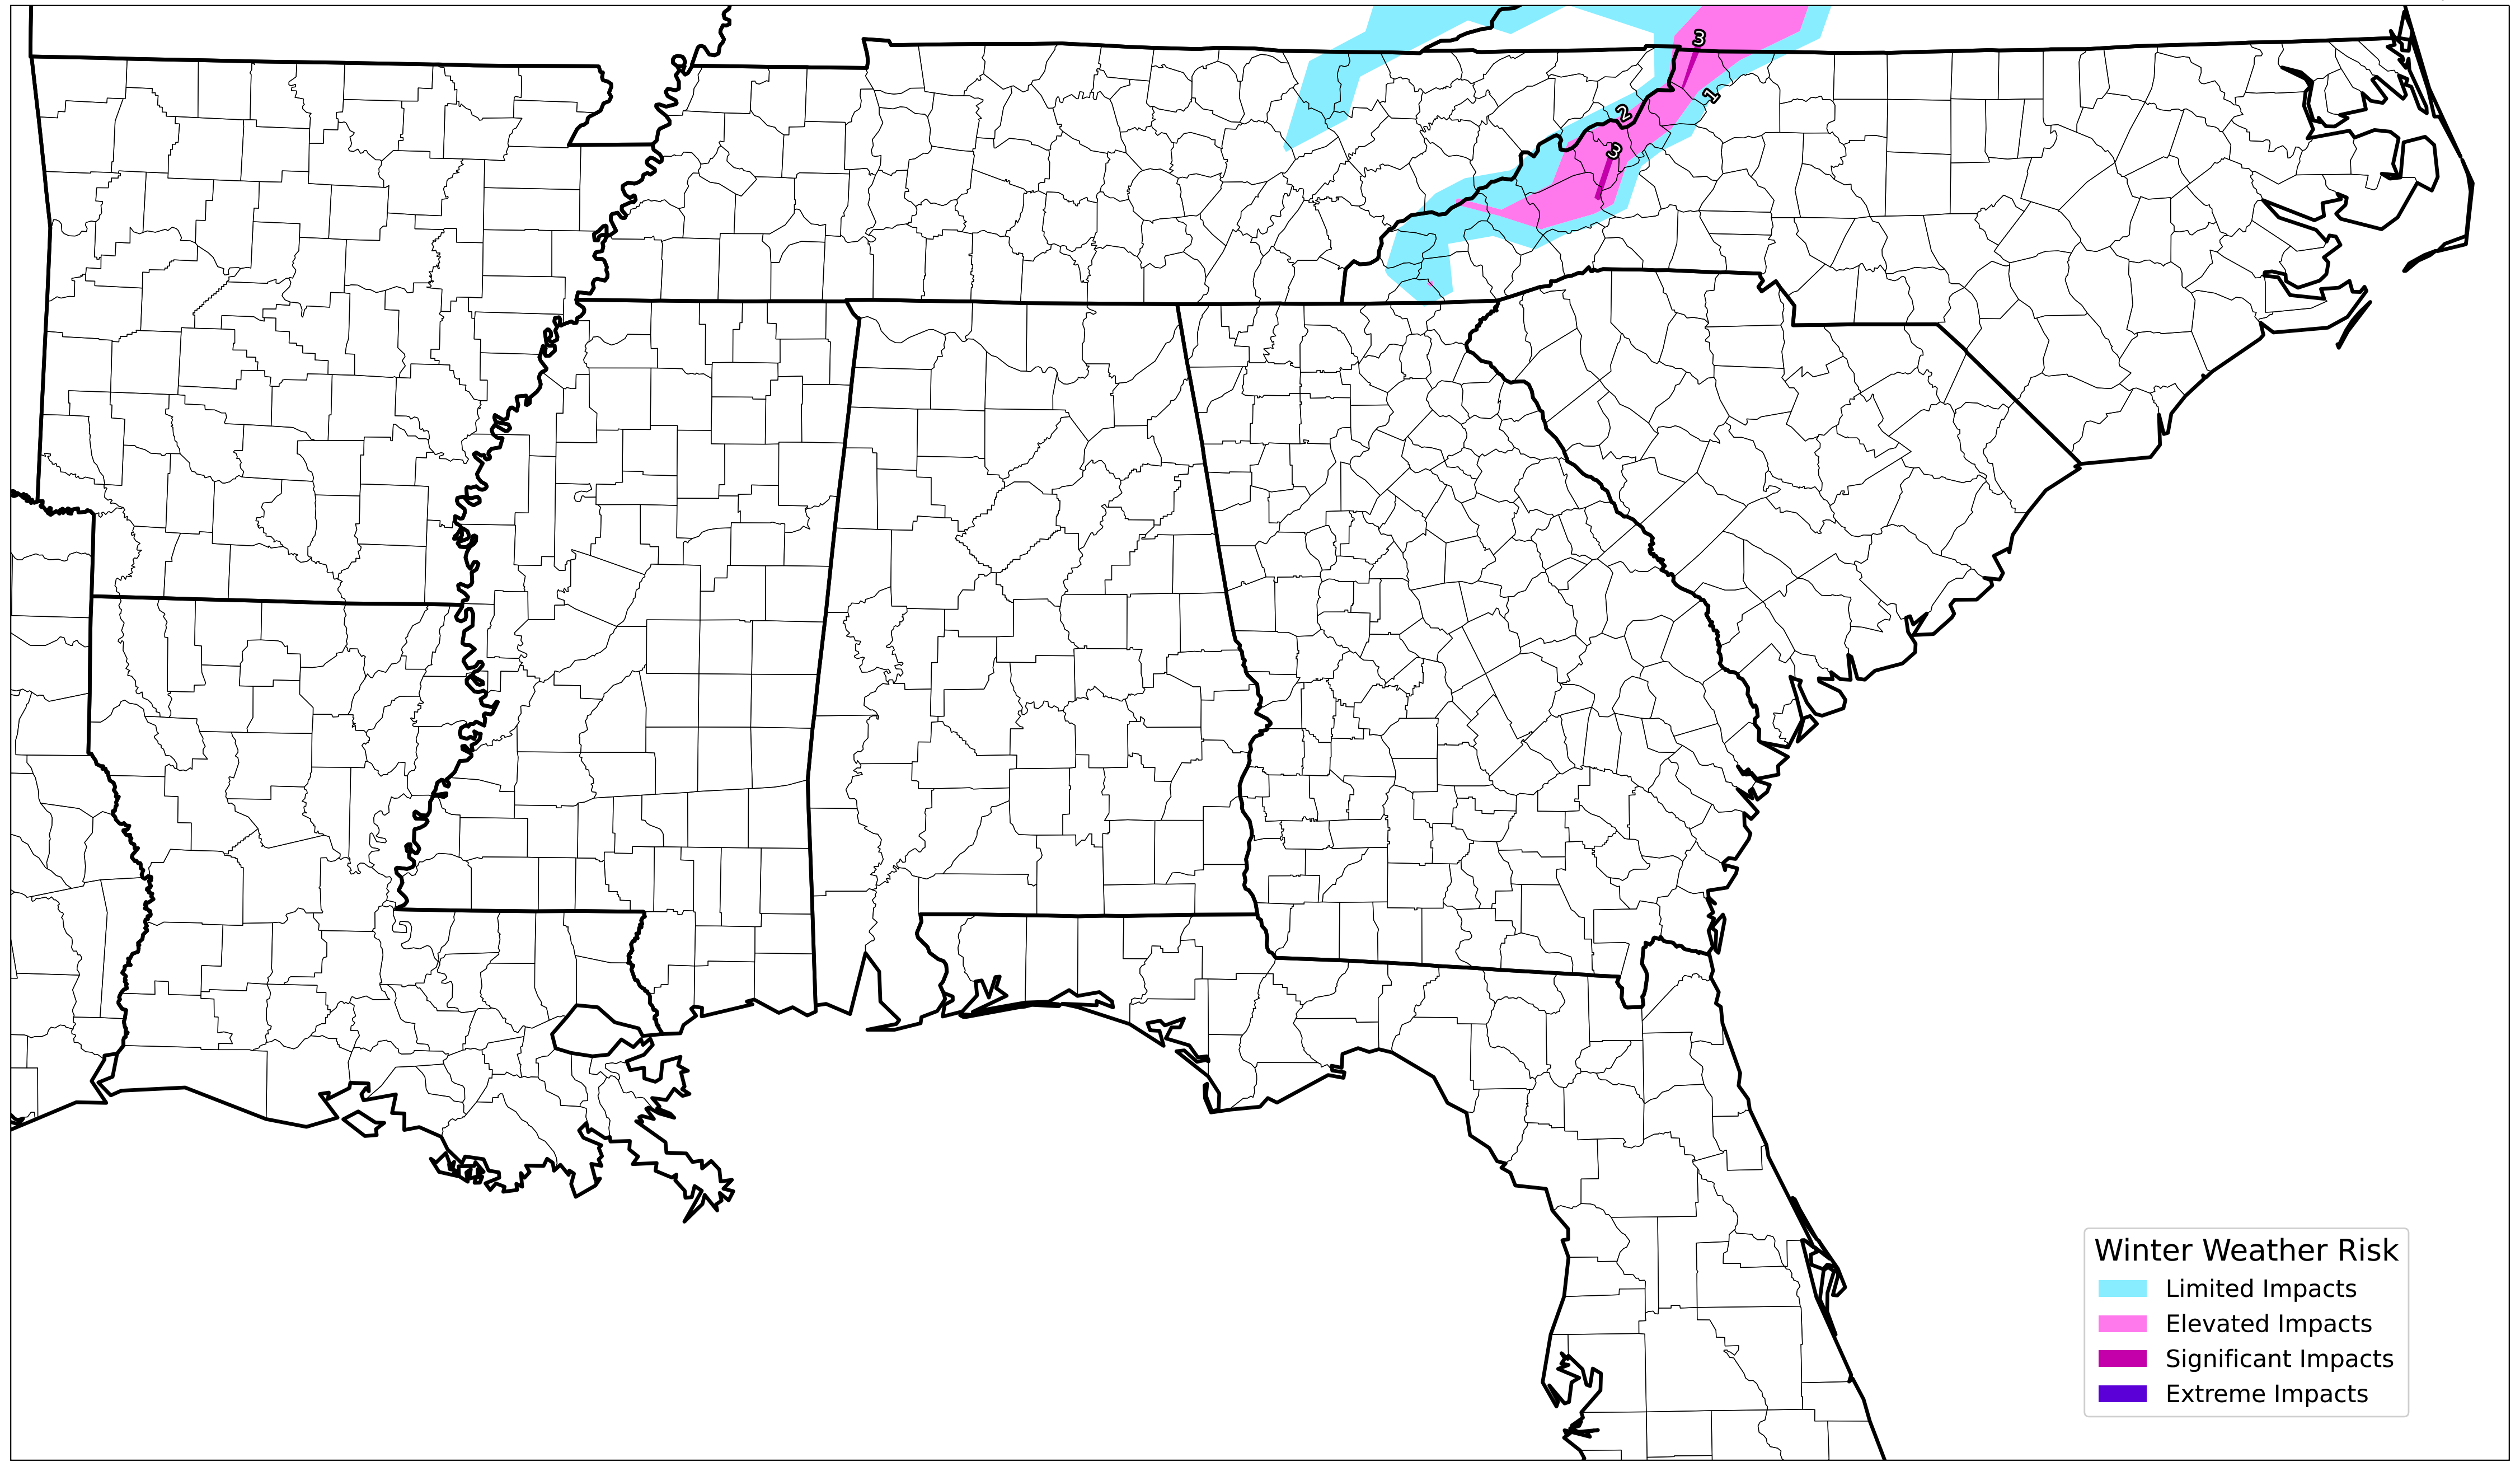 3
1
2
3
Winter Weather Risk
Limited Impacts
Elevated Impacts
Significant Impacts
Extreme Impacts